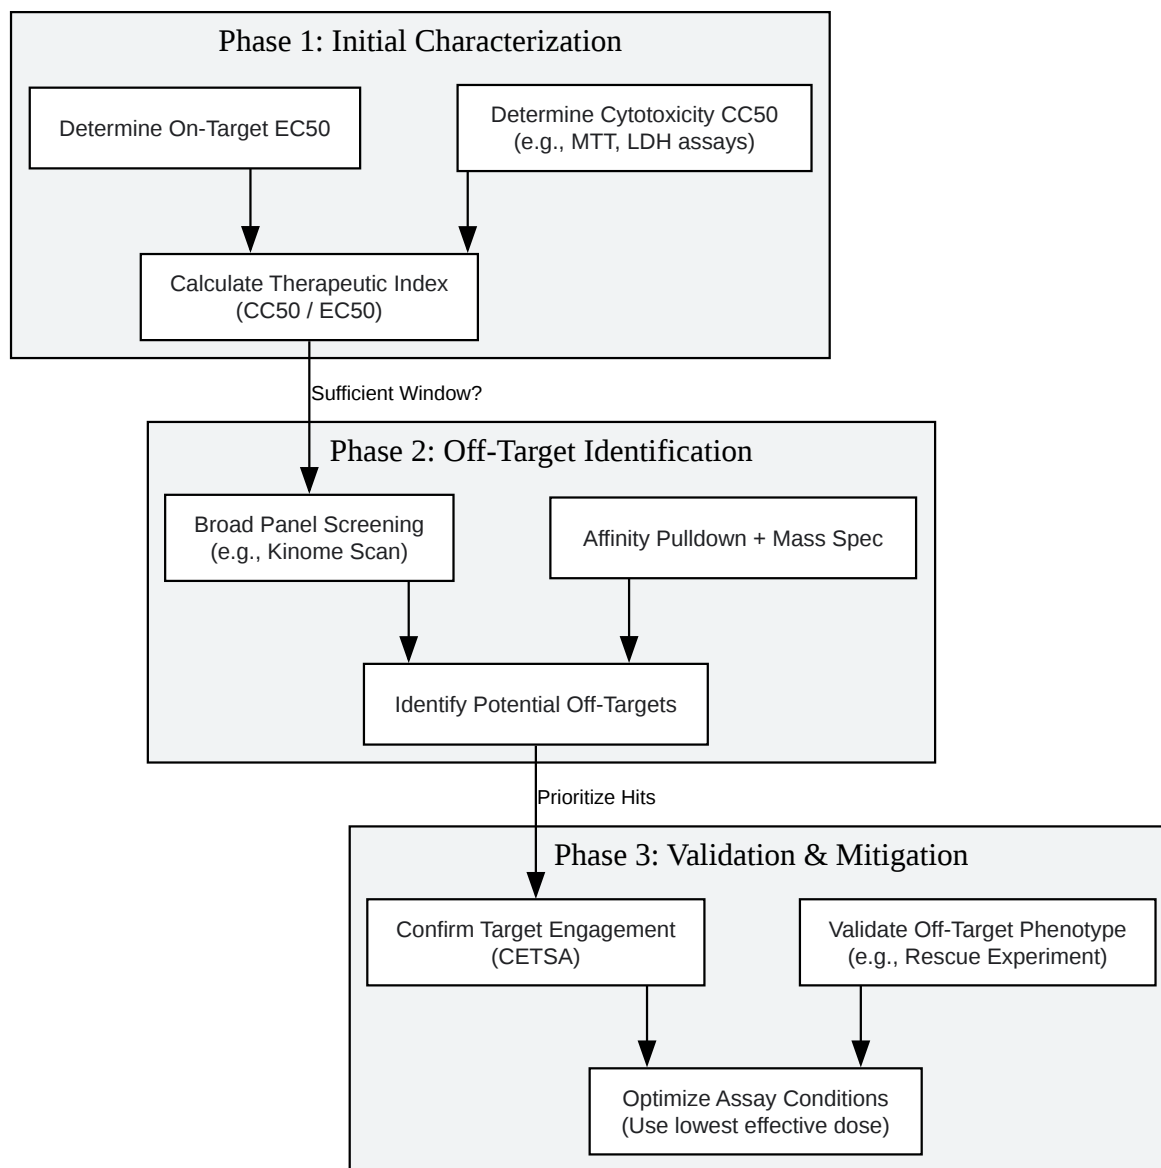 Phase 1: Initial Characterization
Determine On-Target EC50
Determine Cytotoxicity CC50
(e.g., MTT, LDH assays)
Calculate Therapeutic Index
(CC50 / EC50)
Sufficient Window?
Phase 2: Off-Target Identification
Broad Panel Screening
(e.g., Kinome Scan)
Affinity Pulldown + Mass Spec
Identify Potential Off-Targets
Prioritize Hits
Phase 3: Validation & Mitigation
Confirm Target Engagement
(CETSA)
Validate Off-Target Phenotype
(e.g., Rescue Experiment)
Optimize Assay Conditions
(Use lowest effective dose)